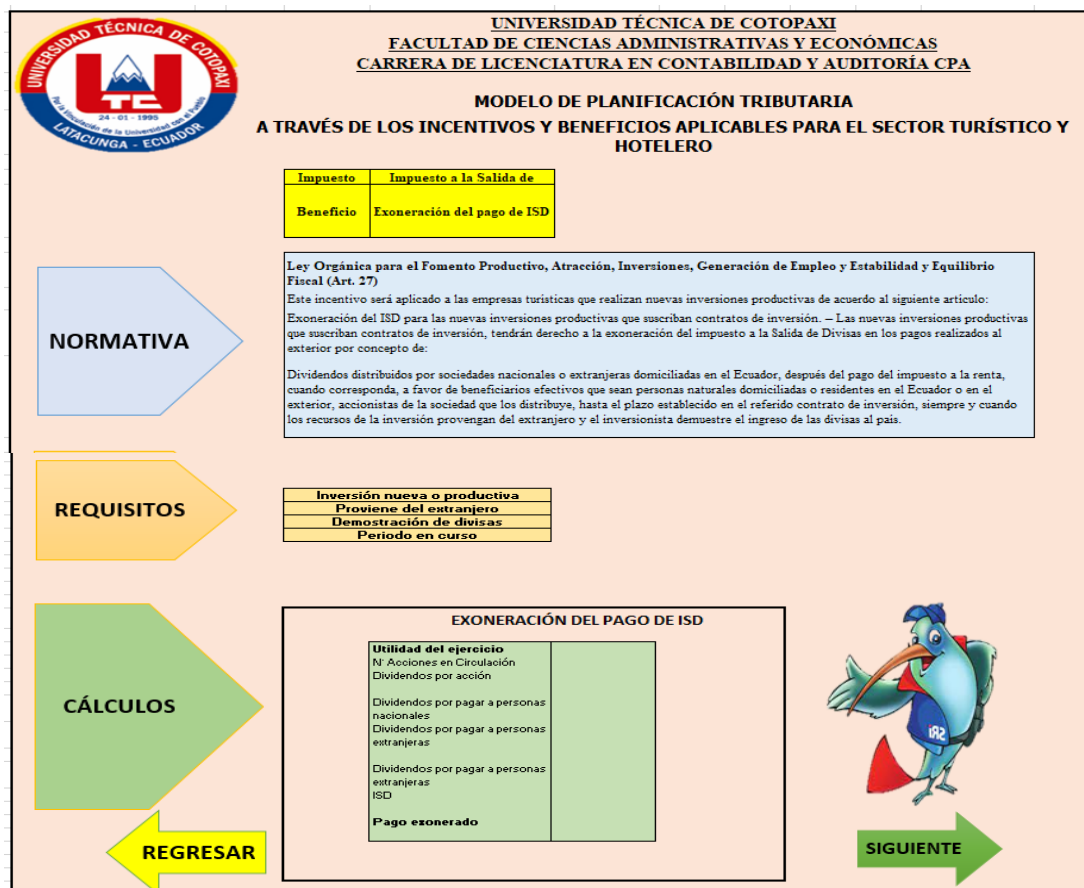 UNIVERSIDAD TÉCNICA DE COTOPAXI
FACULTAD DE CIENCIAS ADMINISTRATIVAS Y ECONÓMICAS
CARRERA DE LICENCIATURA EN CONTABILIDAD Y AUDITORÍA CPA
UNIVERSIDAD TÉCNICA DE COTOPAXI
UTC
24 - 01 - 1995
Por la Vinculación de la Universidad con el Pueblo
LATACUNGA - ECUADOR
MODELO DE PLANIFICACIÓN TRIBUTARIA
A TRAVÉS DE LOS INCENTIVOS Y BENEFICIOS APLICABLES PARA EL SECTOR TURÍSTICO Y
HOTELERO
Impuesto Impuesto a la Salida de
Beneficio Exoneración del pago de ISD
NORMATIVA
Ley Orgánica para el Fomento Productivo, Atracción, Inversiones, Generación de Empleo y Estabilidad y Equilibrio
Fiscal (Art. 27)
Este incentivo será aplicado a las empresas turísticas que realizan nuevas inversiones productivas de acuerdo al siguiente artículo:
Exoneración del ISD para las nuevas inversiones productivas que suscriban contratos de inversión. – Las nuevas inversiones productivas
que suscriban contratos de inversión, tendrán derecho a la exoneración del impuesto a la Salida de Divisas en los pagos realizados al
exterior por concepto de:
Dividendos distribuidos por sociedades nacionales o extranjeras domiciliadas en el Ecuador, después del pago del impuesto a la renta,
cuando corresponda, a favor de beneficiarios efectivos que sean personas naturales domiciliadas o residentes en el Ecuador o en el
exterior, accionistas de la sociedad que los distribuye, hasta el plazo establecido en el referido contrato de inversión, siempre y cuando
los recursos de la inversión provengan del extranjero y el inversionista demuestre el ingreso de las divisas al país.
REQUISITOS
Inversión nueva o productiva
Proviene del extranjero
Demostración de divisas
Periodo en curso
CÁLCULOS
EXONERACIÓN DEL PAGO DE ISD
Utilidad del ejercicio
N° Acciones en Circulación
Dividendos por acción
Dividendos por pagar a personas
nacionales
Dividendos por pagar a personas
extranjeras
Dividendos por pagar a personas
extranjeras
ISD
Pago exonerado
SRi
REGRESAR
SIGUIENTE